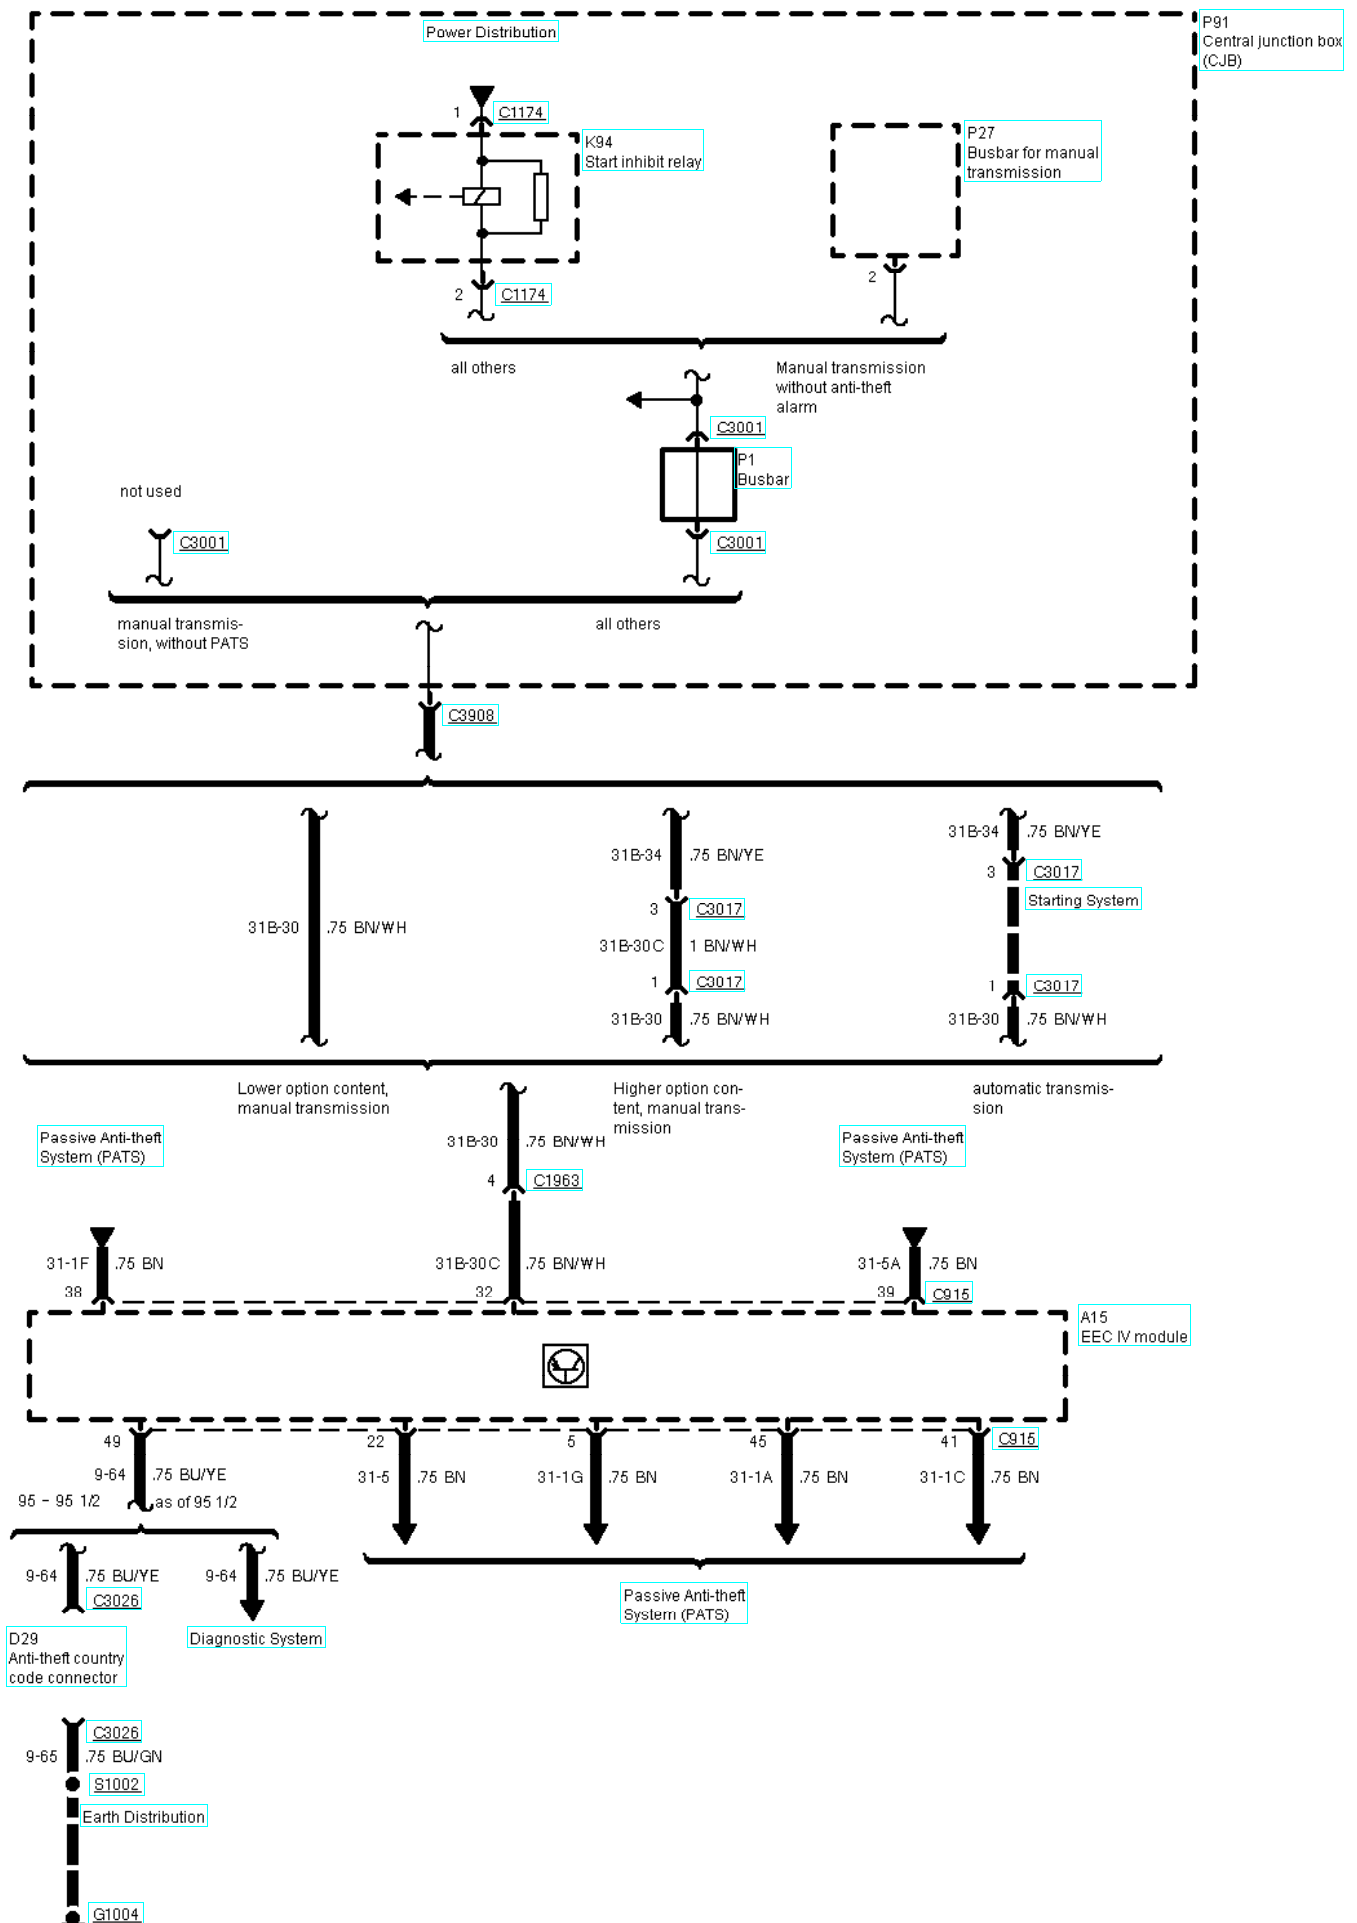 P91
Central junction box
(CJB)
Power Distribution
1
C1174
K94
Start inhibit relay
P27
Busbar for manual
transmission
2
C1174
2
all others
Manual transmission
without anti-theft
alarm
C3001
P1
Busbar
not used
C3001
C3001
manual transmis-
sion, without PATS
all others
C3908
31B-34
.75 BN/YE
31B-34
.75 BN/YE
3
C3017
Starting System
3
C3017
31B-30
.75 BN/WH
31B-30C
1 BN/WH
1
C3017
1
C3017
31B-30
.75 BN/WH
31B-30
.75 BN/WH
Lower option content,
manual transmission
Higher option con-
tent, manual trans-
mission
automatic transmis-
sion
Passive Anti-theft
System (PATS)
31B-30
.75 BN/WH
Passive Anti-theft
System (PATS)
4
C1963
31-1F
.75 BN
31B-30C
.75 BN/WH
31-5A
.75 BN
38
32
39
C915
A15
EEC IV module
49
22
5
45
41
C915
9-64
.75 BU/YE
31-5
.75 BN
31-1G
.75 BN
31-1A
.75 BN
31-1C
.75 BN
95 - 95 1/2
as of 95 1/2
9-64
.75 BU/YE
9-64
.75 BU/YE
C3026
Passive Anti-theft
System (PATS)
D29
Anti-theft country
code connector
Diagnostic System
C3026
9-65
.75 BU/GN
S1002
Earth Distribution
G1004